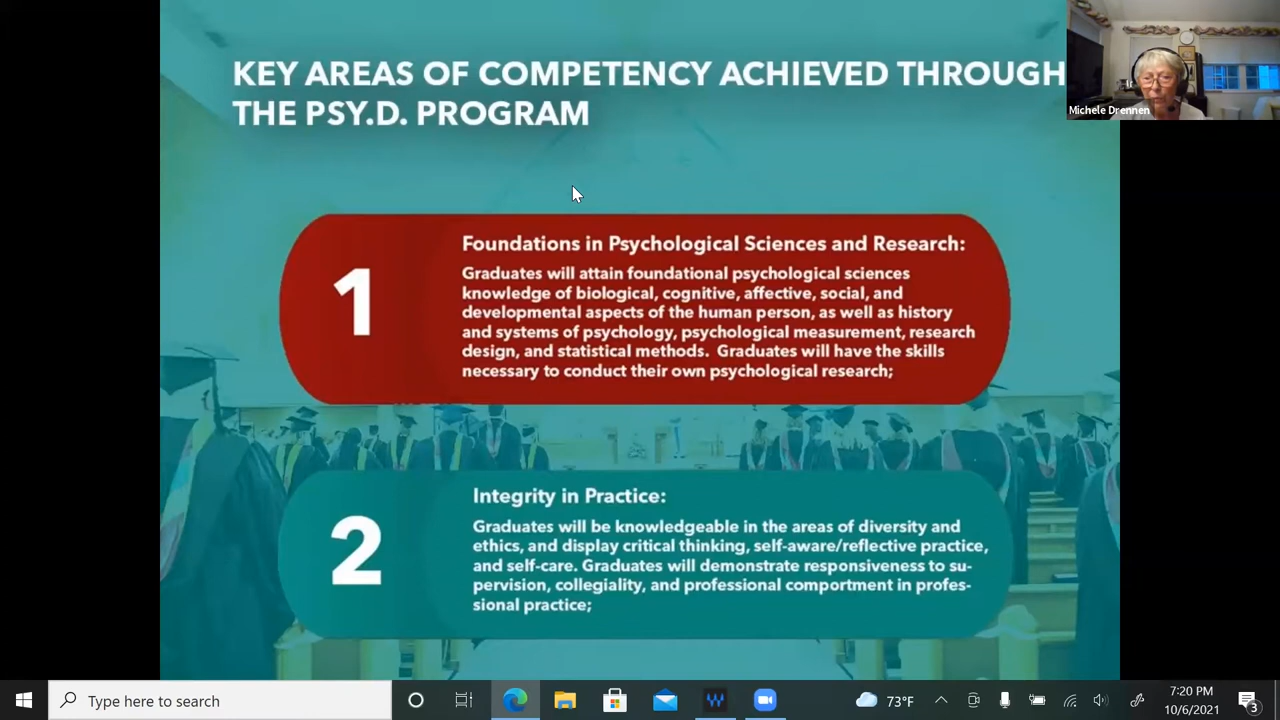 KEY AREAS OF COMPETENCY ACHIEVED THROUGH
THE PSY.D. PROGRAM
Michele Drennen
1
Foundations in Psychological Sciences and Research:
Graduates will attain foundational psychological sciences
knowledge of biological, cognitive, affective, social, and
developmental aspects of the human person, as well as history
and systems of psychology, psychological measurement, research
design, and statistical methods.  Graduates will have the skills
necessary to conduct their own psychological research;
2
Integrity in Practice:
Graduates will be knowledgeable in the areas of diversity and
ethics, and display critical thinking, self-aware/reflective practice,
and self-care. Graduates will demonstrate responsiveness to su-
pervision, collegiality, and professional comportment in profes-
sional practice;
Type here to search
73°F
7:20 PM
10/6/2021
3